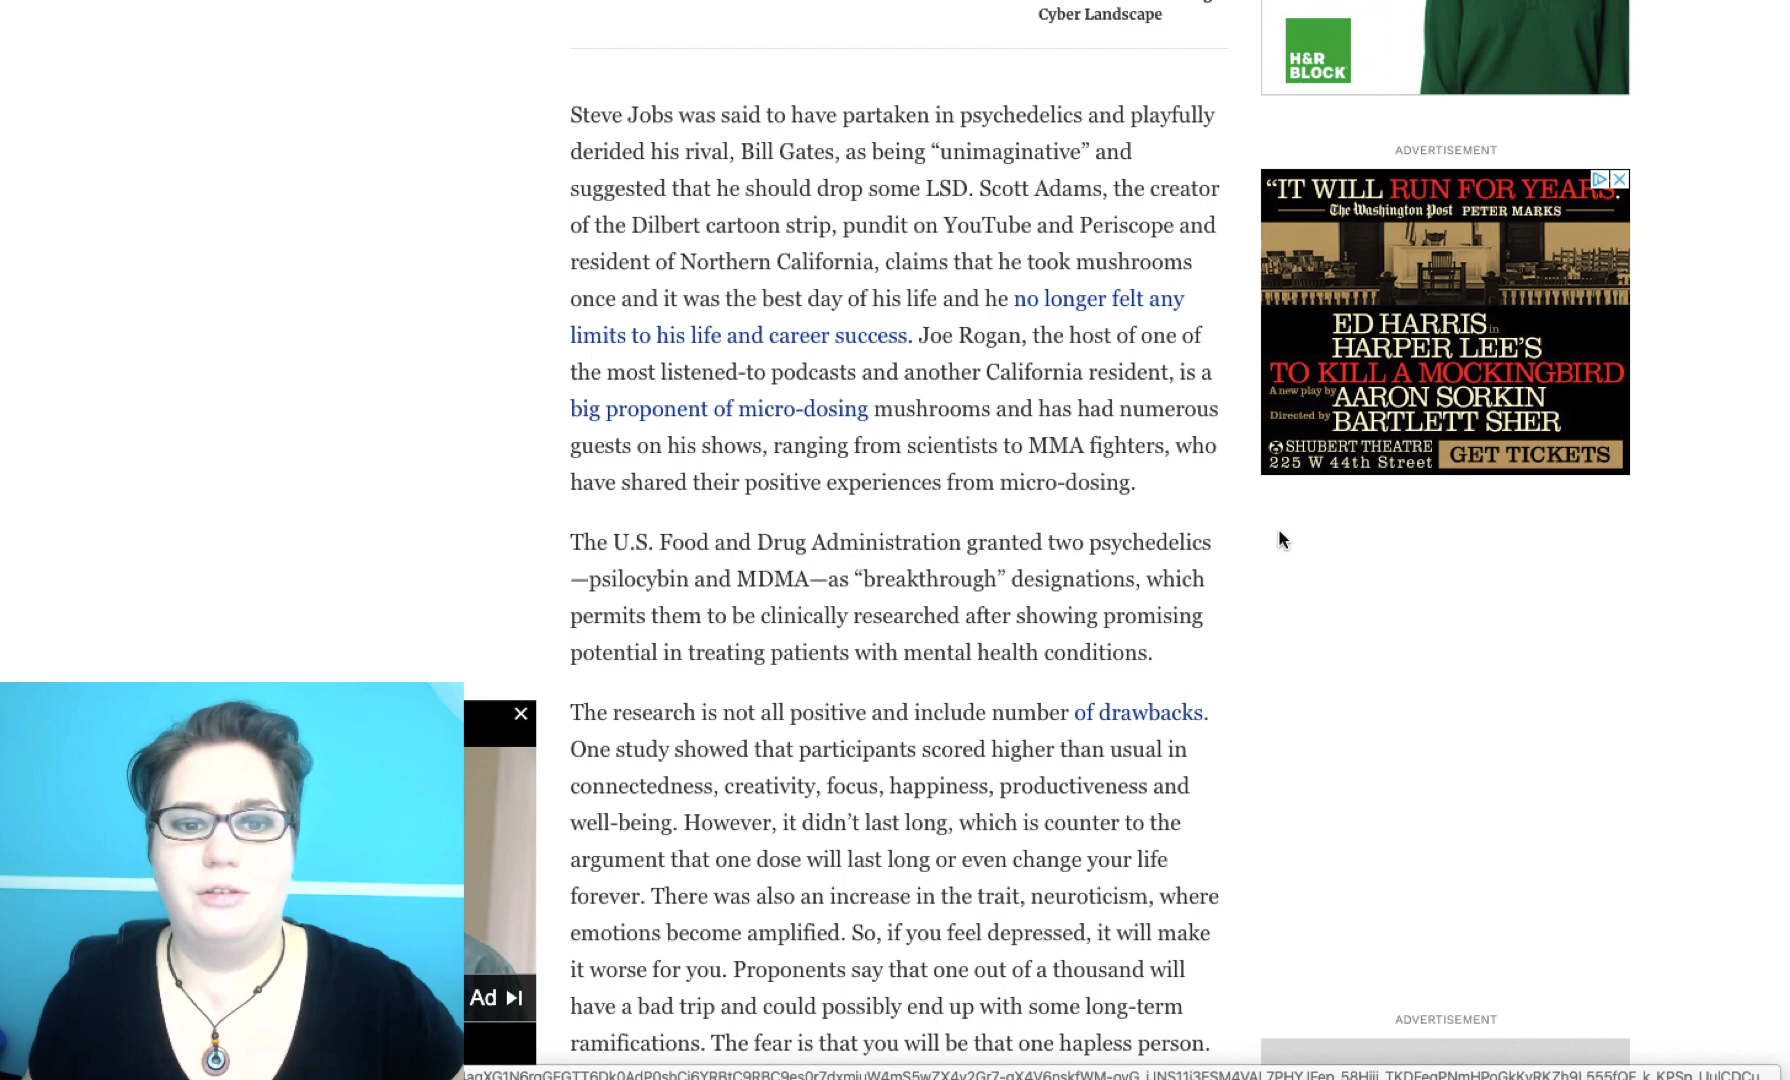 Cyber Landscape
Steve Jobs was said to have partaken in psychedelics and playfully
derided his rival, Bill Gates, as being “unimaginative” and
suggested that he should drop some LSD. Scott Adams, the creator
of the Dilbert cartoon strip, pundit on YouTube and Periscope and
resident of Northern California, claims that he took mushrooms
once and it was the best day of his life and he no longer felt any
limits to his life and career success. Joe Rogan, the host of one of
the most listened-to podcasts and another California resident, is a
big proponent of micro-dosing mushrooms and has had numerous
guests on his shows, ranging from scientists to MMA fighters, who
have shared their positive experiences from micro-dosing.
The U.S. Food and Drug Administration granted two psychedelics
—psilocybin and MDMA—as “breakthrough” designations, which
permits them to be clinically researched after showing promising
potential in treating patients with mental health conditions.
The research is not all positive and include number of drawbacks.
One study showed that participants scored higher than usual in
connectedness, creativity, focus, happiness, productiveness and
well-being. However, it didn’t last long, which is counter to the
argument that one dose will last long or even change your life
forever. There was also an increase in the trait, neuroticism, where
emotions become amplified. So, if you feel depressed, it will make
it worse for you. Proponents say that one out of a thousand will
have a bad trip and could possibly end up with some long-term
ramifications. The fear is that you will be that one hapless person.
H&R
BLOCK
ADVERTISEMENT
“IT WILL RUN FOR YEARS.
The Washington Post PETER MARKS
ED HARRIS in
HARPER LEE'S
TO KILL A MOCKINGBIRD
A new play by AARON SORKIN
Directed by BARTLETT SHER
SHUBERT THEATRE
225 W 44th Street
GET TICKETS
ADVERTISEMENT
Ad